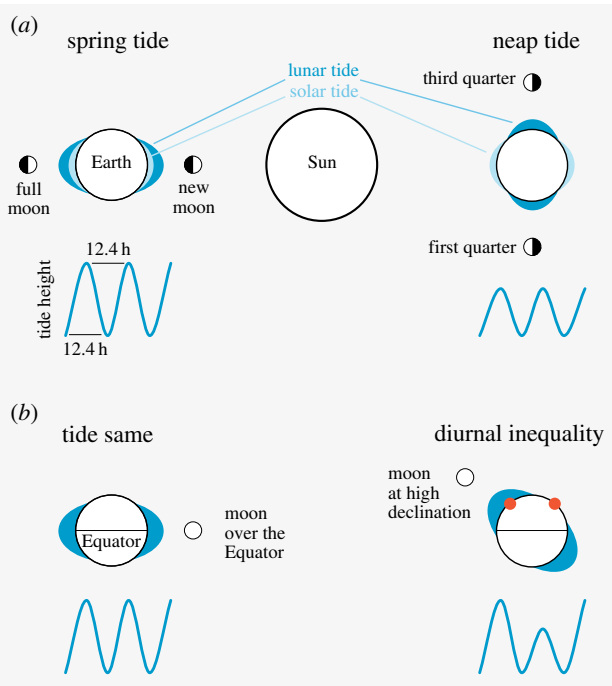 (a)
spring tide
neap tide
lunar tide
solar tide
third quarter
Earth
Sun
full
moon
new
moon
first quarter
12.4 h
tide height
12.4 h
(b)
tide same
diurnal inequality
moon
at high
declination
moon
over the
Equator
Equator